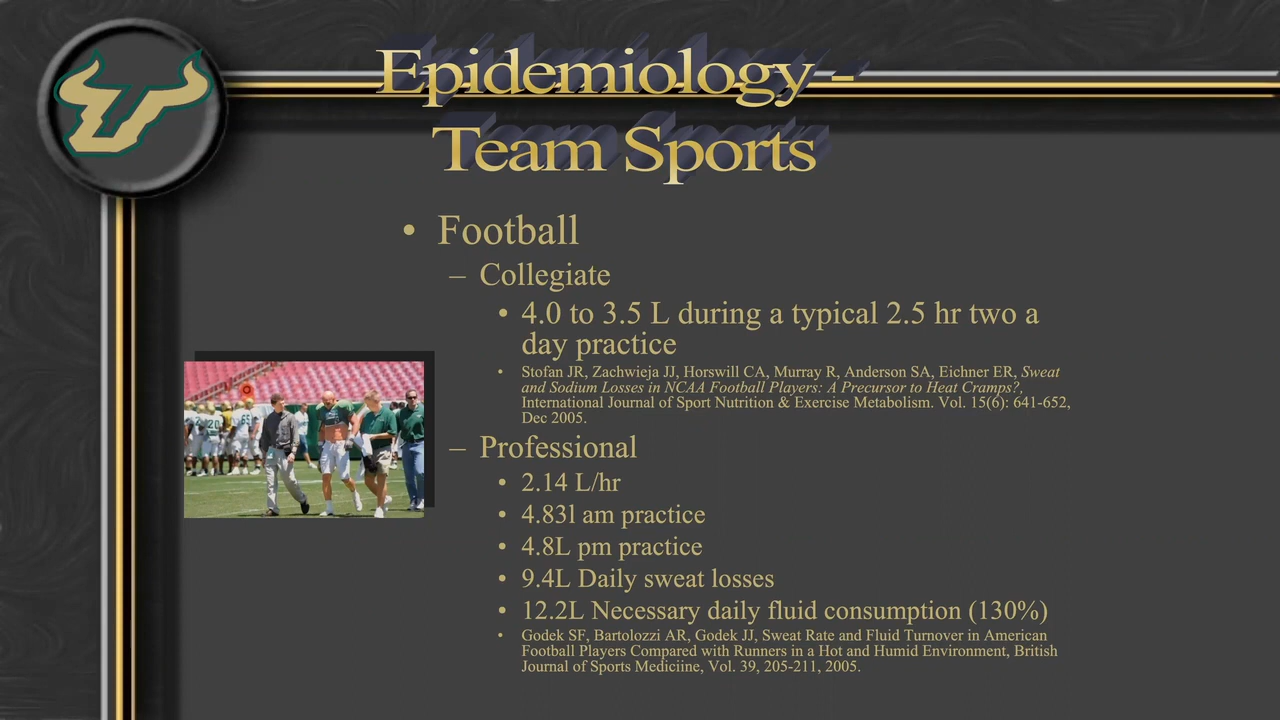 Epidemiology -
Team Sports
• Football
– Collegiate
• 4.0 to 3.5 L during a typical 2.5 hr two a
day practice
• Stofan JR, Zachwieja JJ, Horswill CA, Murray R, Anderson SA, Eichner ER, Sweat
and Sodium Losses in NCAA Football Players: A Precursor to Heat Cramps?,
International Journal of Sport Nutrition & Exercise Metabolism. Vol. 15(6): 641-652,
Dec 2005.
– Professional
• 2.14 L/hr
• 4.83l am practice
• 4.8L pm practice
• 9.4L Daily sweat losses
• 12.2L Necessary daily fluid consumption (130%)
• Godek SF, Bartolozzi AR, Godek JJ, Sweat Rate and Fluid Turnover in American
Football Players Compared with Runners in a Hot and Humid Environment, British
Journal of Sports Mediciine, Vol. 39, 205-211, 2005.